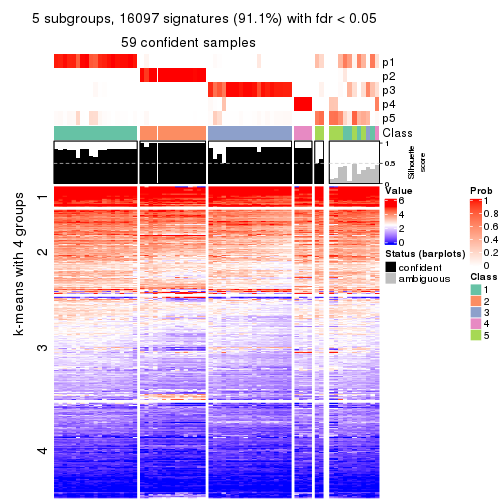 5 subgroups, 16097 signatures (91.1%) with fdr < 0.05
59 confident samples
p1
p2
p3
p4
p5
Class
1
0.5
0
Silhouette
score
k-means with 4 groups
1
2
3
4
Value
6
4
2
0
Status (barplots)
confident
ambiguous
Prob
1
0.8
0.6
0.4
0.2
0
Class
1
2
3
4
5